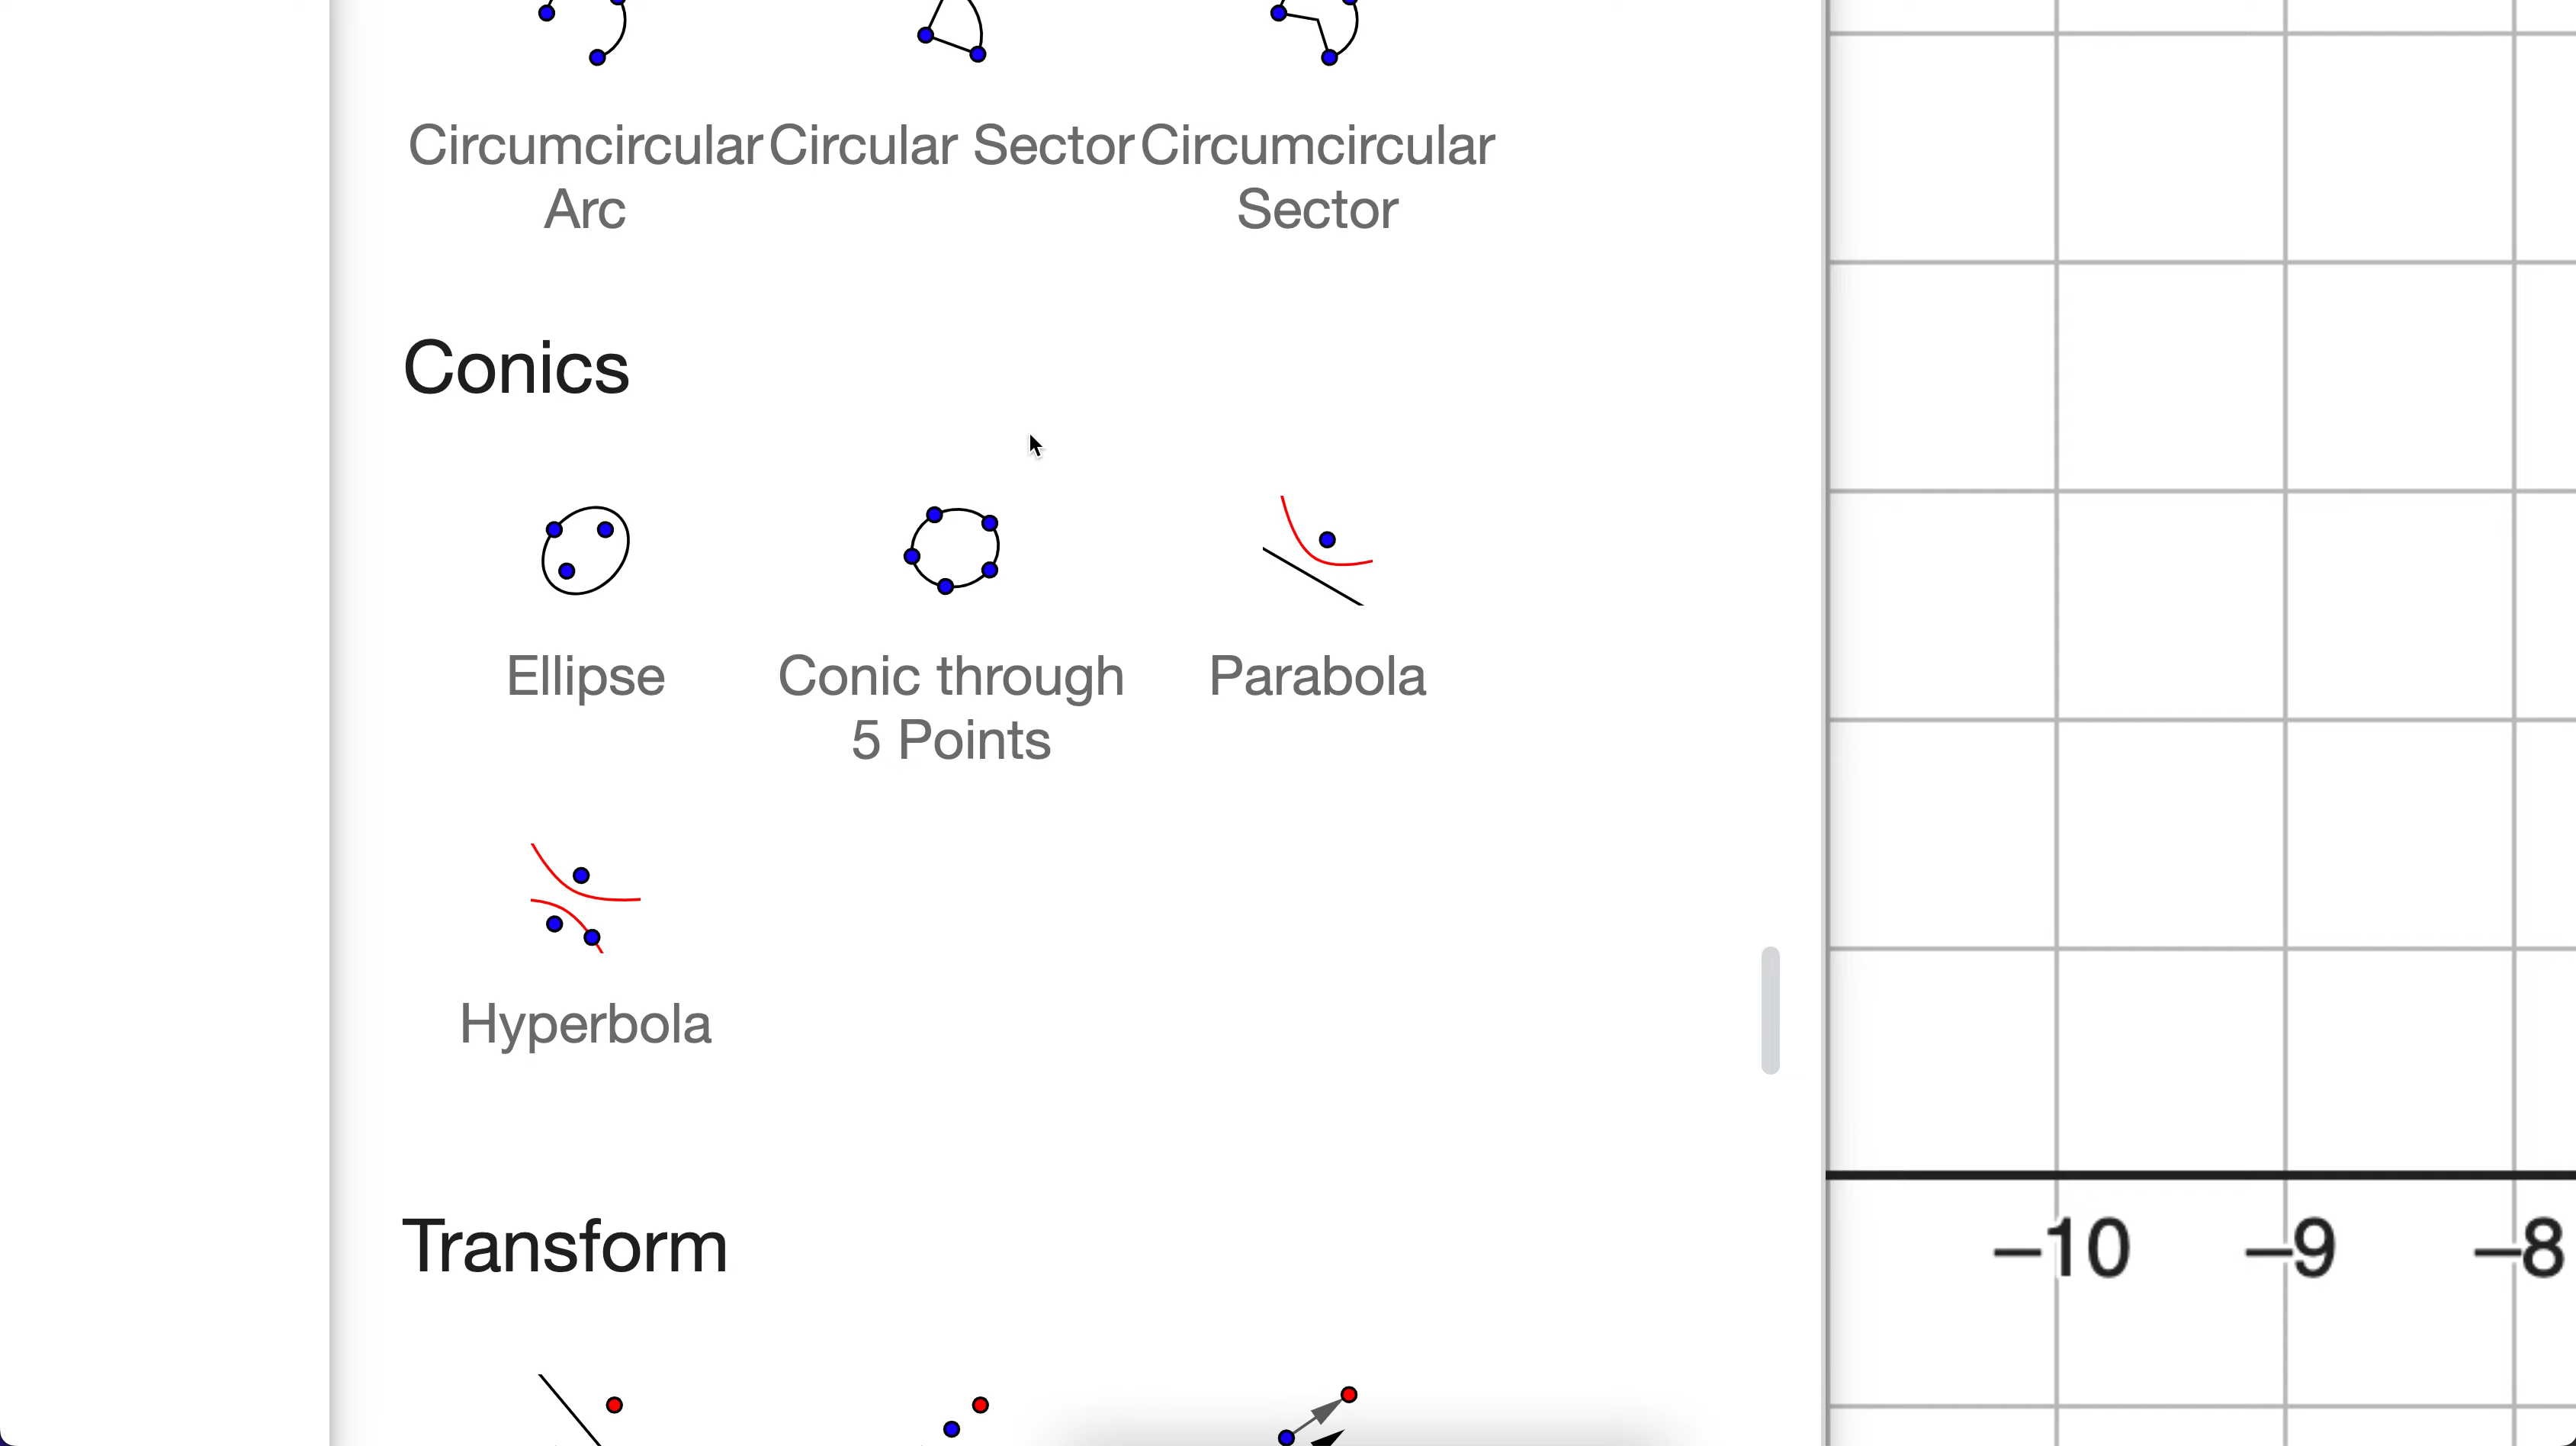 Circumcircular Arc
Circular Sector
Circumcircular Sector
Conics
Ellipse
Conic through 5 Points
Parabola
Hyperbola
Transform
–10 –9 –8